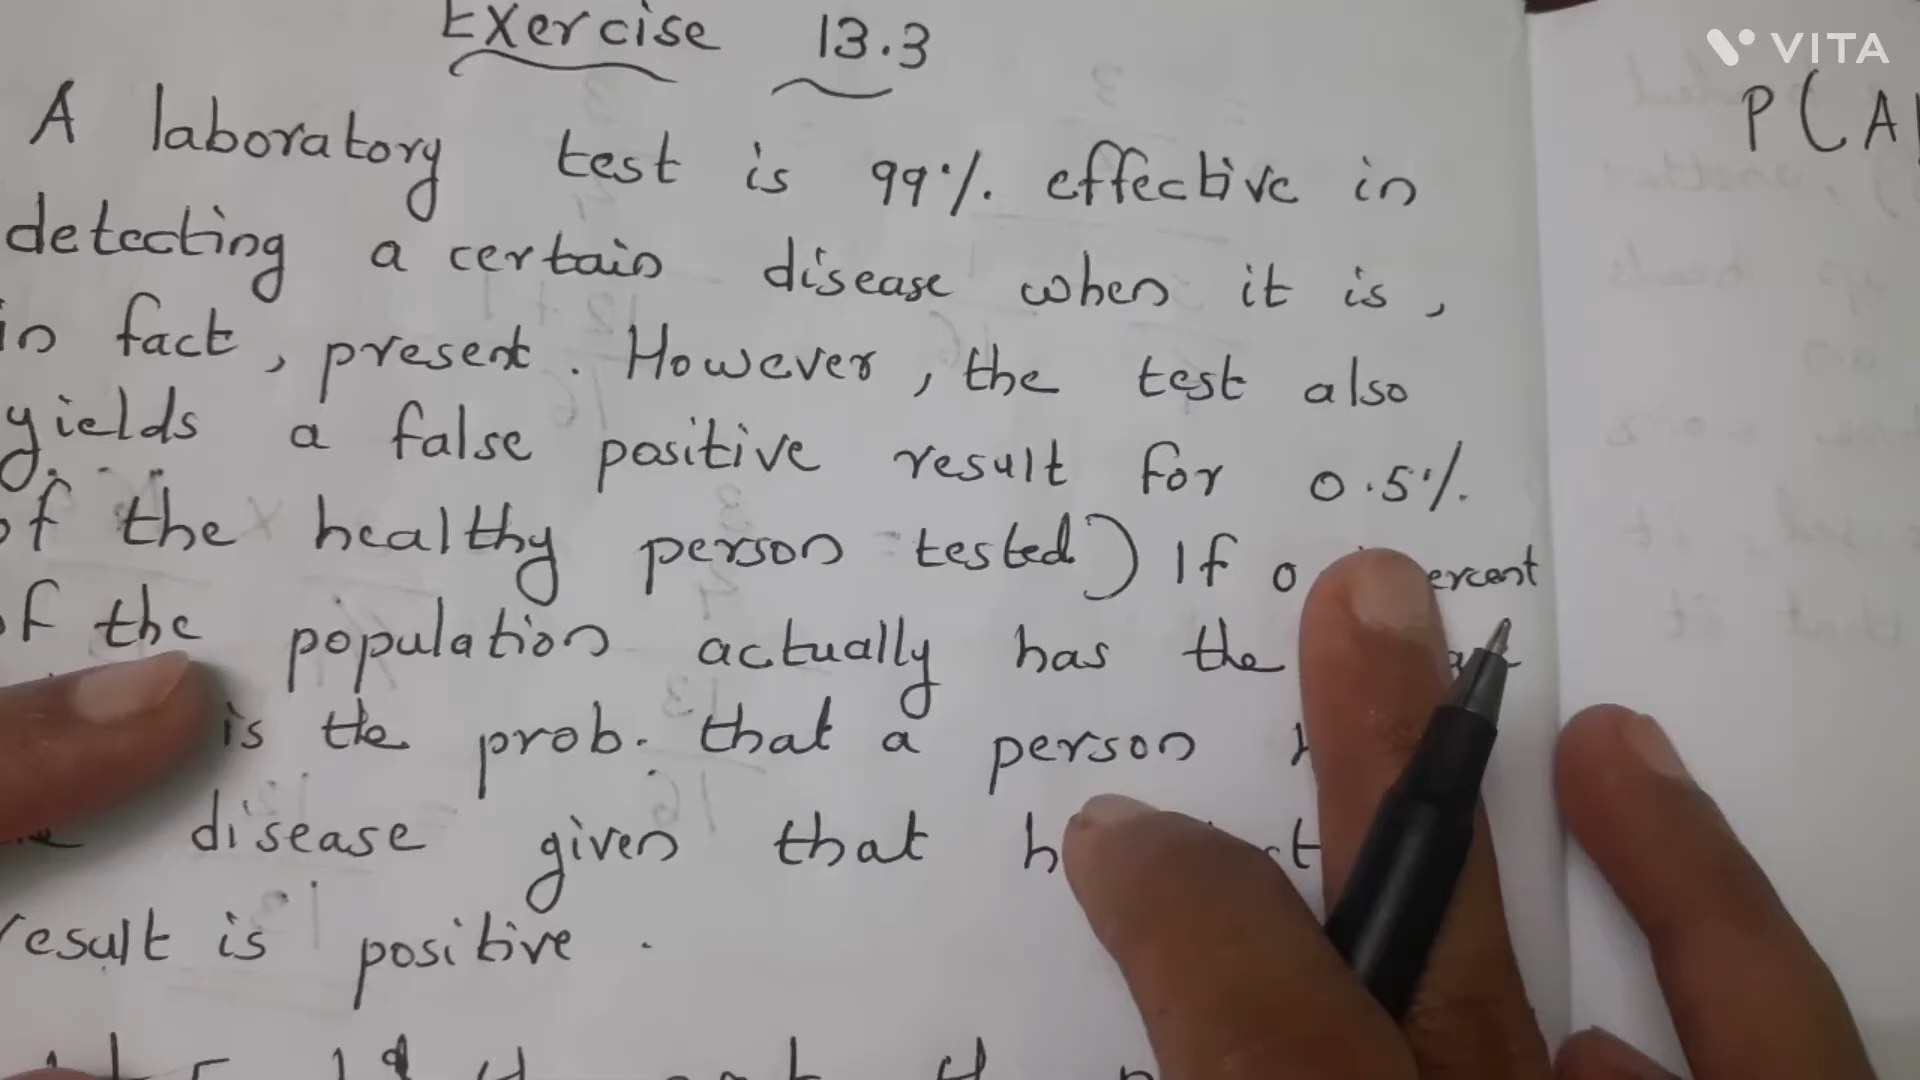 Exercise 13.3
VITA
P(A
A laboratory test is 99%. effective in
detecting a certain disease when it is,
in fact, present. However, the test also
yields a false positive result for 0.5%.
of the healthy person tested) If 0
of the population actually has the
is the prob. that a person
disease given that
result is positive.